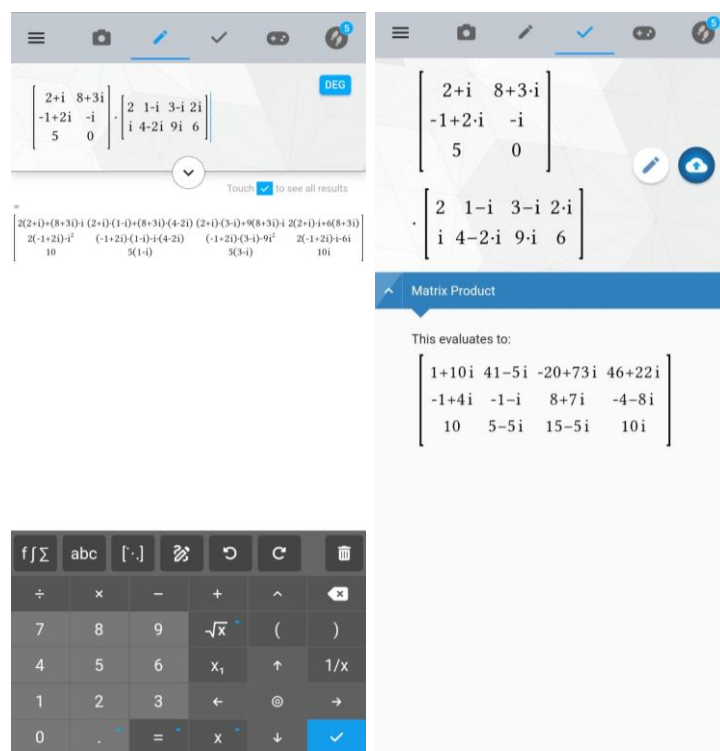 5
DEG
2+i 8+3i
-1+2i -i
5 0
·
2 1-i 3-i 2i
i 4-2i 9i 6
Touch to see all results
=
2(2+i)+(8+3i)·i (2+i)·(1-i)+(8+3i)·(4-2i) (2+i)·(3-i)+9(8+3i)·i 2(2+i)·i+6(8+3i)
2(-1+2i)-i² (-1+2i)·(1-i)-i·(4-2i) (-1+2i)·(3-i)-9i² 2(-1+2i)·i-6i
10 5(1-i) 5(3-i) 10i
f∫∑ abc [⋱]
÷ × − + ^
7 8 9 √x ( )
4 5 6 x₁ ↑ 1/x
1 2 3 ← ◎ →
0 . = x ↓
5
2+i 8+3·i
-1+2·i -i
5 0
·
2 1−i 3−i 2·i
i 4−2·i 9·i 6
Matrix Product
This evaluates to:
1+10i 41−5i -20+73i 46+22i
-1+4i -1−i 8+7i -4−8i
10 5−5i 15−5i 10i